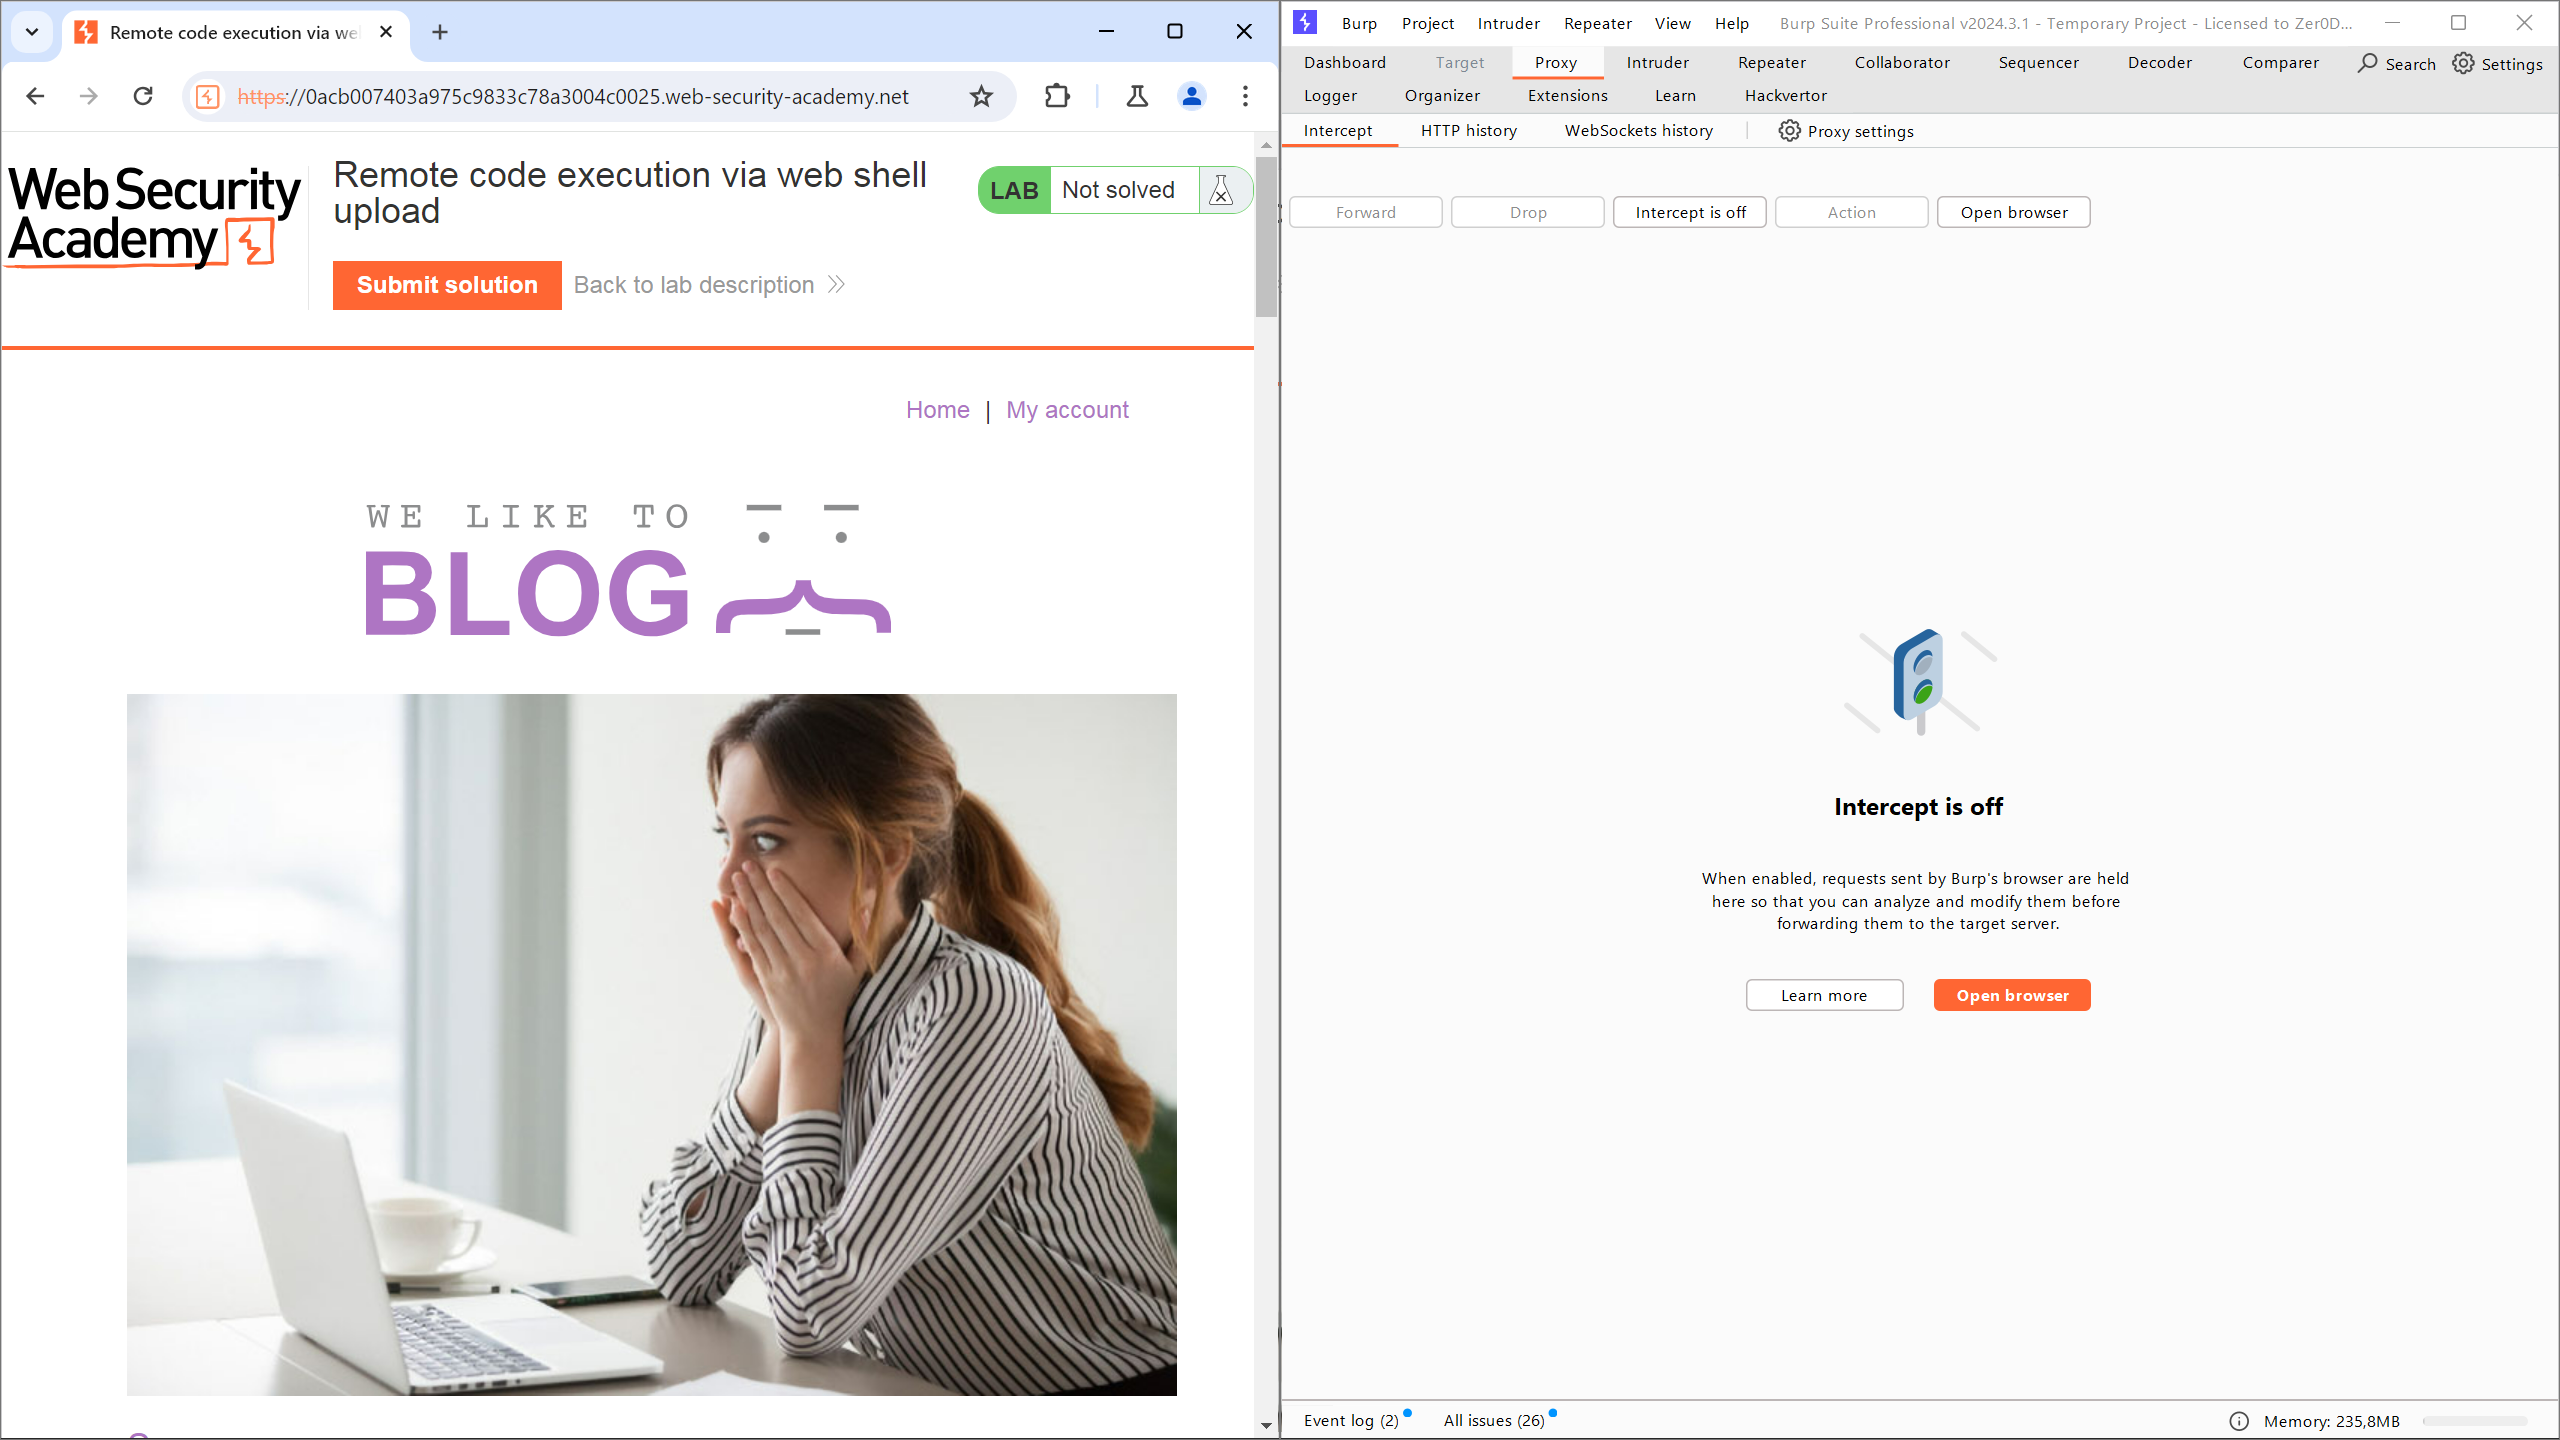 Remote code execution via we
https://0acb007403a975c9833c78a3004c0025.web-security-academy.net
Web Security
Academy
Remote code execution via web shell
upload
LAB
Not solved
Submit solution
Back to lab description
Home | My account
WE LIKE TO
BLOG
Burp
Project
Intruder
Repeater
View
Help
Burp Suite Professional v2024.3.1 - Temporary Project - Licensed to Zer0D...
Dashboard
Target
Proxy
Intruder
Repeater
Collaborator
Sequencer
Decoder
Comparer
Search
Settings
Logger
Organizer
Extensions
Learn
Hackvertor
Intercept
HTTP history
WebSockets history
Proxy settings
Forward
Drop
Intercept is off
Action
Open browser
Intercept is off
When enabled, requests sent by Burp's browser are held
here so that you can analyze and modify them before
forwarding them to the target server.
Learn more
Open browser
Event log (2)
All issues (26)
Memory: 235,8MB